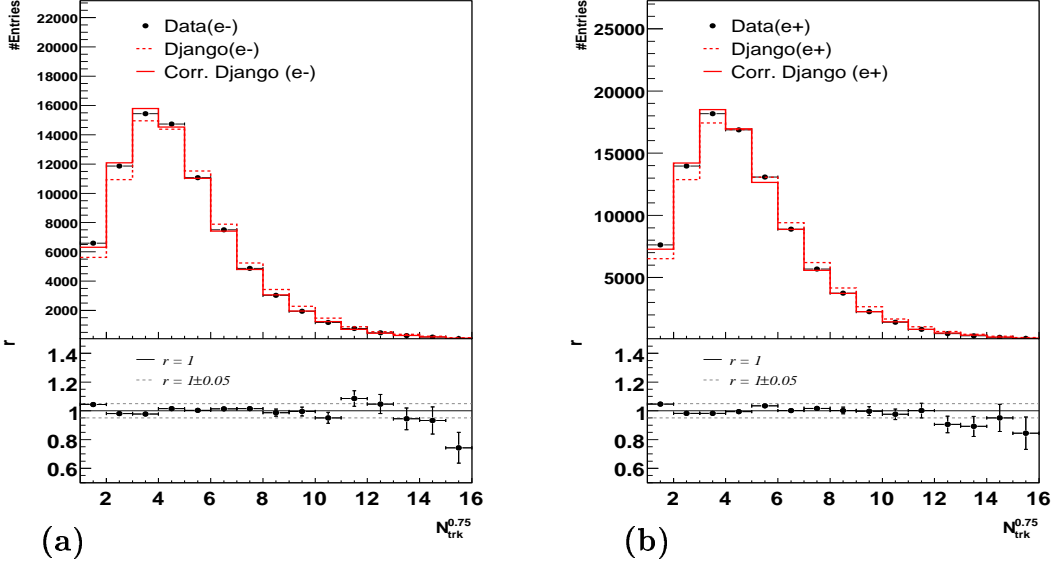 #Entries
22000
20000
18000
16000
14000
12000
10000
8000
6000
4000
2000
Data(e-)
Django(e-)
Corr. Django (e-)
r
1.4
1.2
1
0.8
0.6
r = 1
r = 1±0.05
2 4 6 8 10 12 14 16
N_trk^0.75
(a)
#Entries
25000
20000
15000
10000
5000
Data(e+)
Django(e+)
Corr. Django (e+)
r
1.4
1.2
1
0.8
0.6
r = 1
r = 1±0.05
2 4 6 8 10 12 14 16
N_trk^0.75
(b)